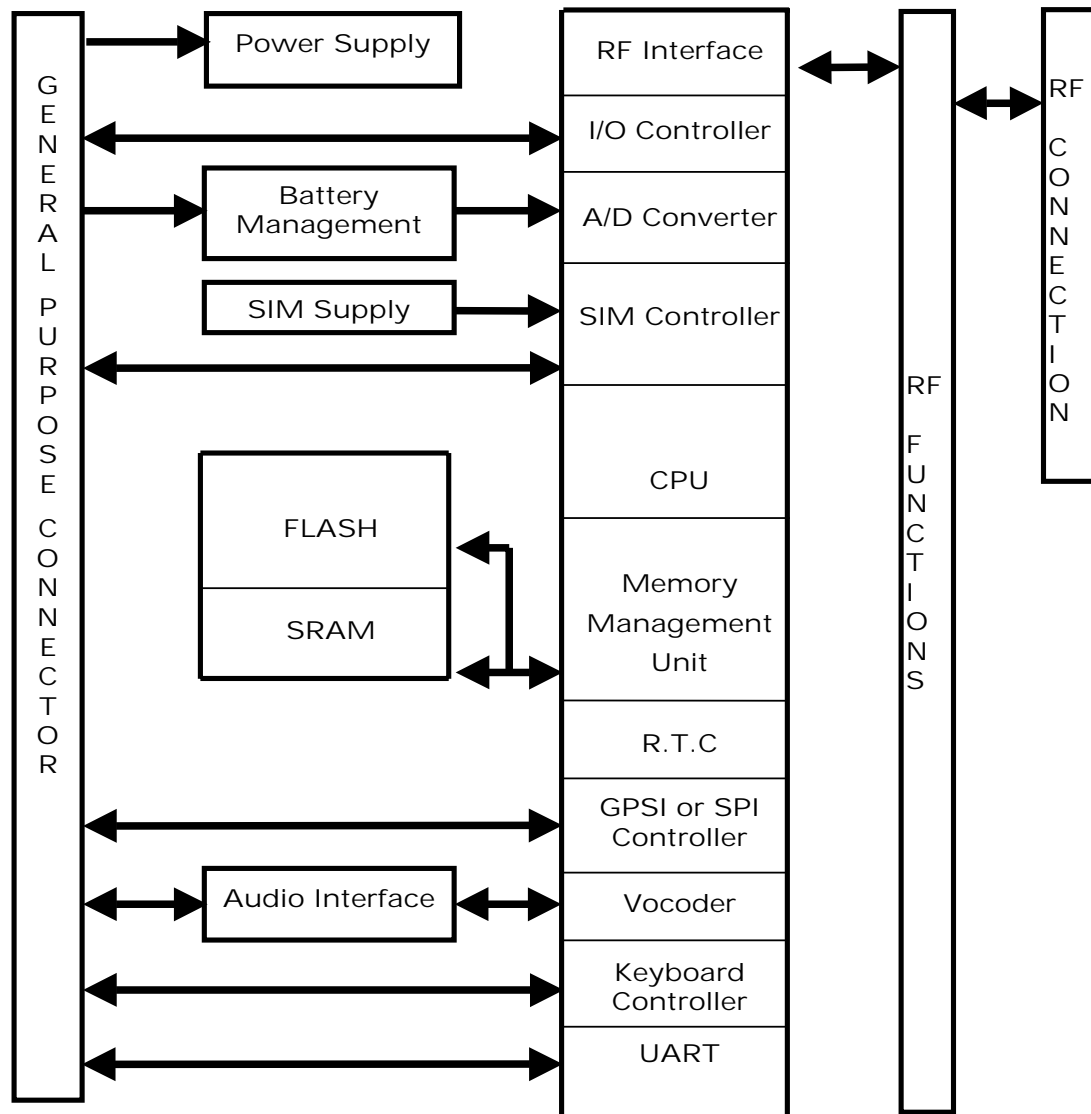 GENERAL PURPOSE CONNECTOR
Power Supply
Battery
Management
SIM Supply
FLASH
SRAM
Audio Interface
RF Interface
I/O Controller
A/D Converter
SIM Controller
CPU
Memory
Management
Unit
R.T.C
GPSI or SPI
Controller
Vocoder
Keyboard
Controller
UART
RF FUNCTIONS
RF CONNECTION